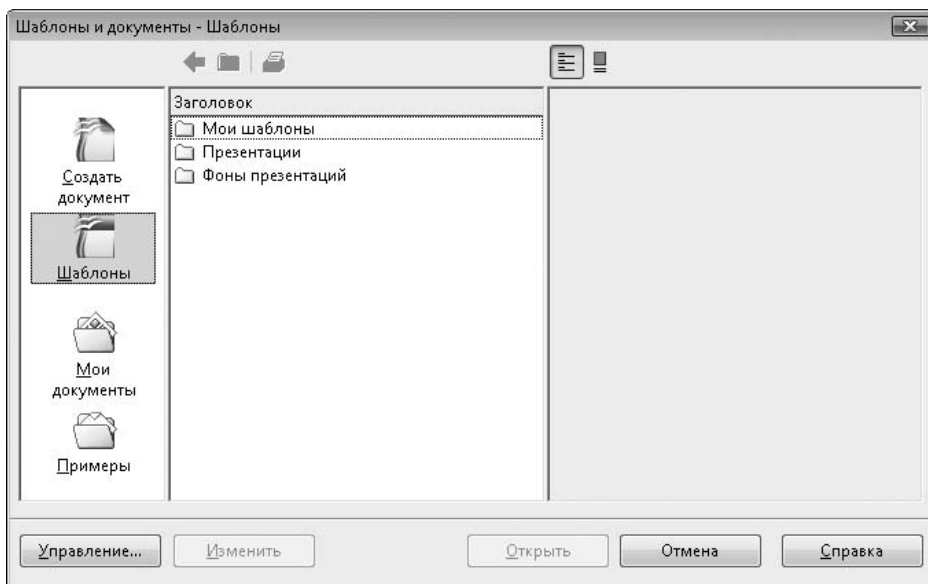 Шаблоны и документы - Шаблоны
Заголовок
Мои шаблоны
Презентации
Фоны презентаций
Создать
документ
Шаблоны
Мои
документы
Примеры
Управление...
Изменить
Открыть
Отмена
Справка